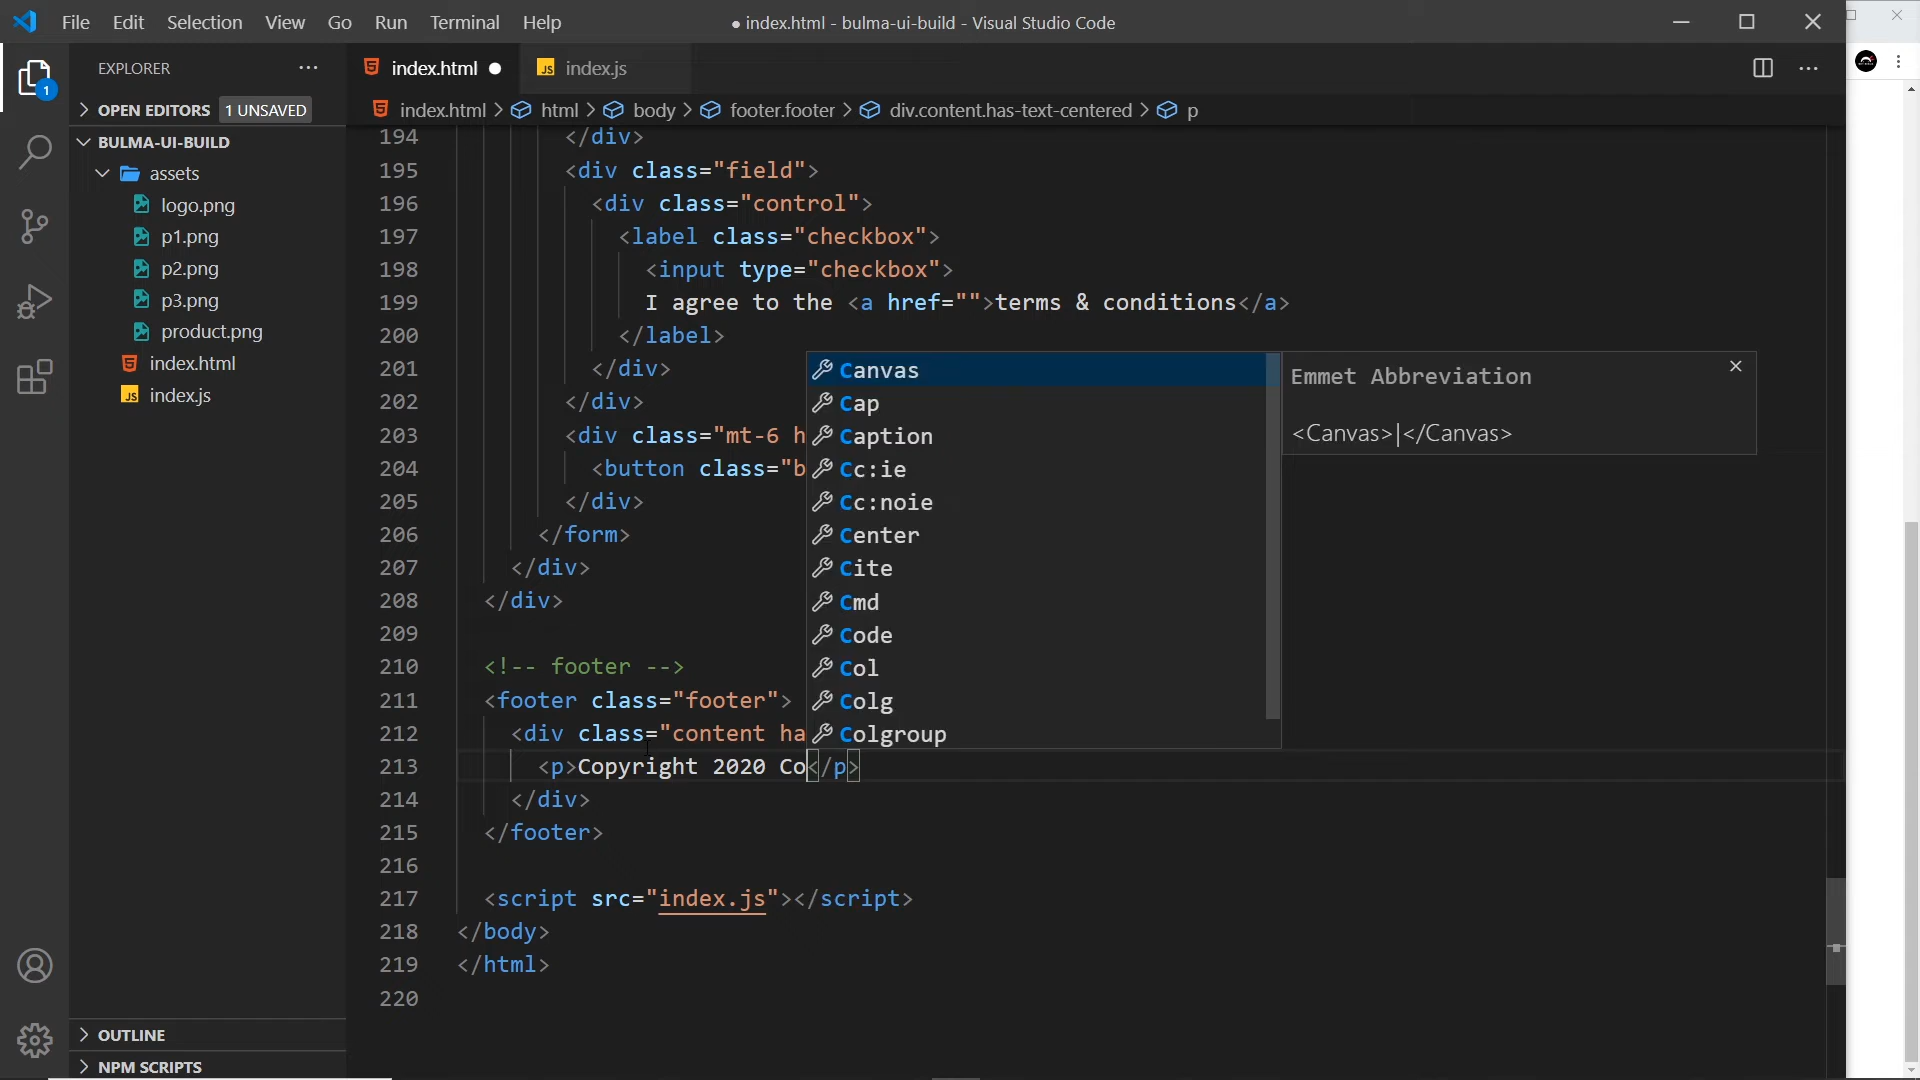 File Edit Selection View Go Run Terminal Help
● index.html - bulma-ui-build - Visual Studio Code
EXPLORER
index.html
JS index.js
1
OPEN EDITORS 1 UNSAVED
index.html > html > body > footer.footer > div.content.has-text-centered > p
BULMA-UI-BUILD
assets
logo.png
p1.png
p2.png
p3.png
product.png
index.html
JS index.js
OUTLINE
NPM SCRIPTS
194 </div>
195 <div class="field">
196 <div class="control">
197 <label class="checkbox">
198 <input type="checkbox">
199 I agree to the <a href="">terms & conditions</a>
200 </label>
201 </div>
202 </div>
203 <div class="mt-6 h
204 <button class="b
205 </div>
206 </form>
207 </div>
208 </div>
209
210 <!-- footer -->
211 <footer class="footer">
212 <div class="content ha
213 <p>Copyright 2020 Co</p>
214 </div>
215 </footer>
216
217 <script src="index.js"></script>
218 </body>
219 </html>
220
Canvas
Cap
Caption
Cc:ie
Cc:noie
Center
Cite
Cmd
Code
Col
Colg
Colgroup
Emmet Abbreviation
<Canvas>|</Canvas>